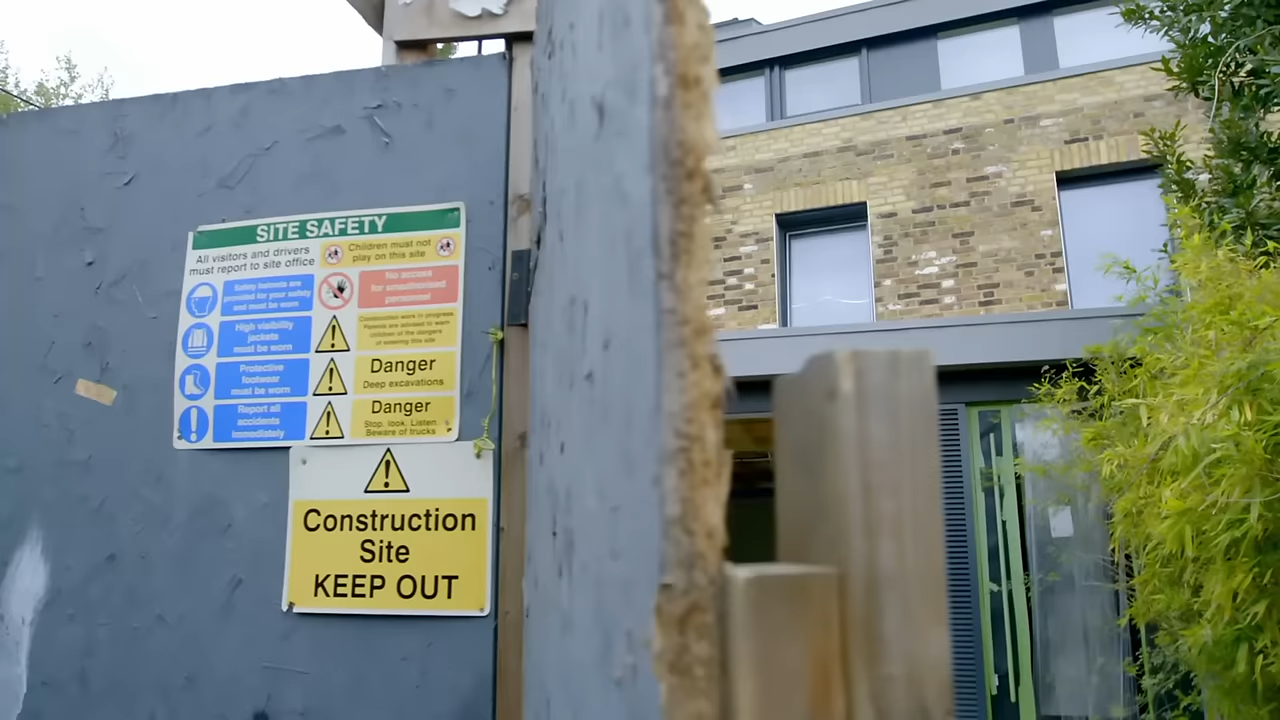 SITE SAFETY
All visitors and drivers
must report to site office
Children must not
play on this site
Safety helmets are
provided for your safety
and must be worn
No access
for unauthorised
personnel
High visibility
jackets
must be worn
Construction work in progress
Parents are advised to warn
children of the dangers
of entering this site
Protective
footwear
must be worn
Danger
Deep excavations
Report all
accidents
immediately
Danger
Stop, look, Listen.
Beware of trucks
Construction
Site
KEEP OUT